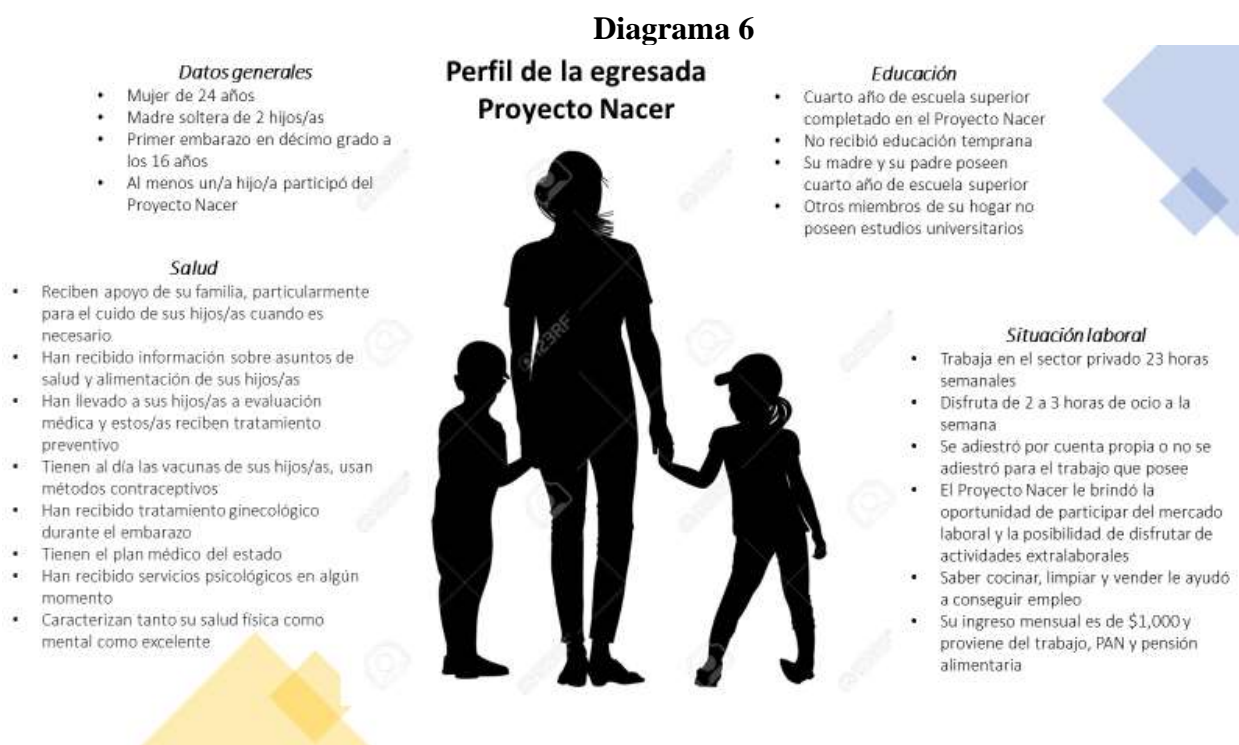 Diagrama 6
Perfil de la egresada
Proyecto Nacer
Datos generales
• Mujer de 24 años
• Madre soltera de 2 hijos/as
• Primer embarazo en décimo grado a
los 16 años
• Al menos un/a hijo/a participó del
Proyecto Nacer
Educación
• Cuarto año de escuela superior
completado en el Proyecto Nacer
• No recibió educación temprana
• Su madre y su padre poseen
cuarto año de escuela superior
• Otros miembros de su hogar no
poseen estudios universitarios
Salud
▪ Reciben apoyo de su familia, particularmente
para el cuido de sus hijos/as cuando es
necesario
▪ Han recibido información sobre asuntos de
salud y alimentación de sus hijos/as
▪ Han llevado a sus hijos/as a evaluación
médica y estos/as reciben tratamiento
preventivo
▪ Tienen al día las vacunas de sus hijos/as, usan
métodos contraceptivos
▪ Han recibido tratamiento ginecológico
durante el embarazo
▪ Tienen el plan médico del estado
▪ Han recibido servicios psicológicos en algún
momento
▪ Caracterizan tanto su salud física como
mental como excelente
Situación laboral
• Trabaja en el sector privado 23 horas
semanales
• Disfruta de 2 a 3 horas de ocio a la
semana
• Se adiestró por cuenta propia o no se
adiestró para el trabajo que posee
• El Proyecto Nacer le brindó la
oportunidad de participar del mercado
laboral y la posibilidad de disfrutar de
actividades extralaborales
• Saber cocinar, limpiar y vender le ayudó
a conseguir empleo
• Su ingreso mensual es de $1,000 y
proviene del trabajo, PAN y pensión
alimentaria
123RF